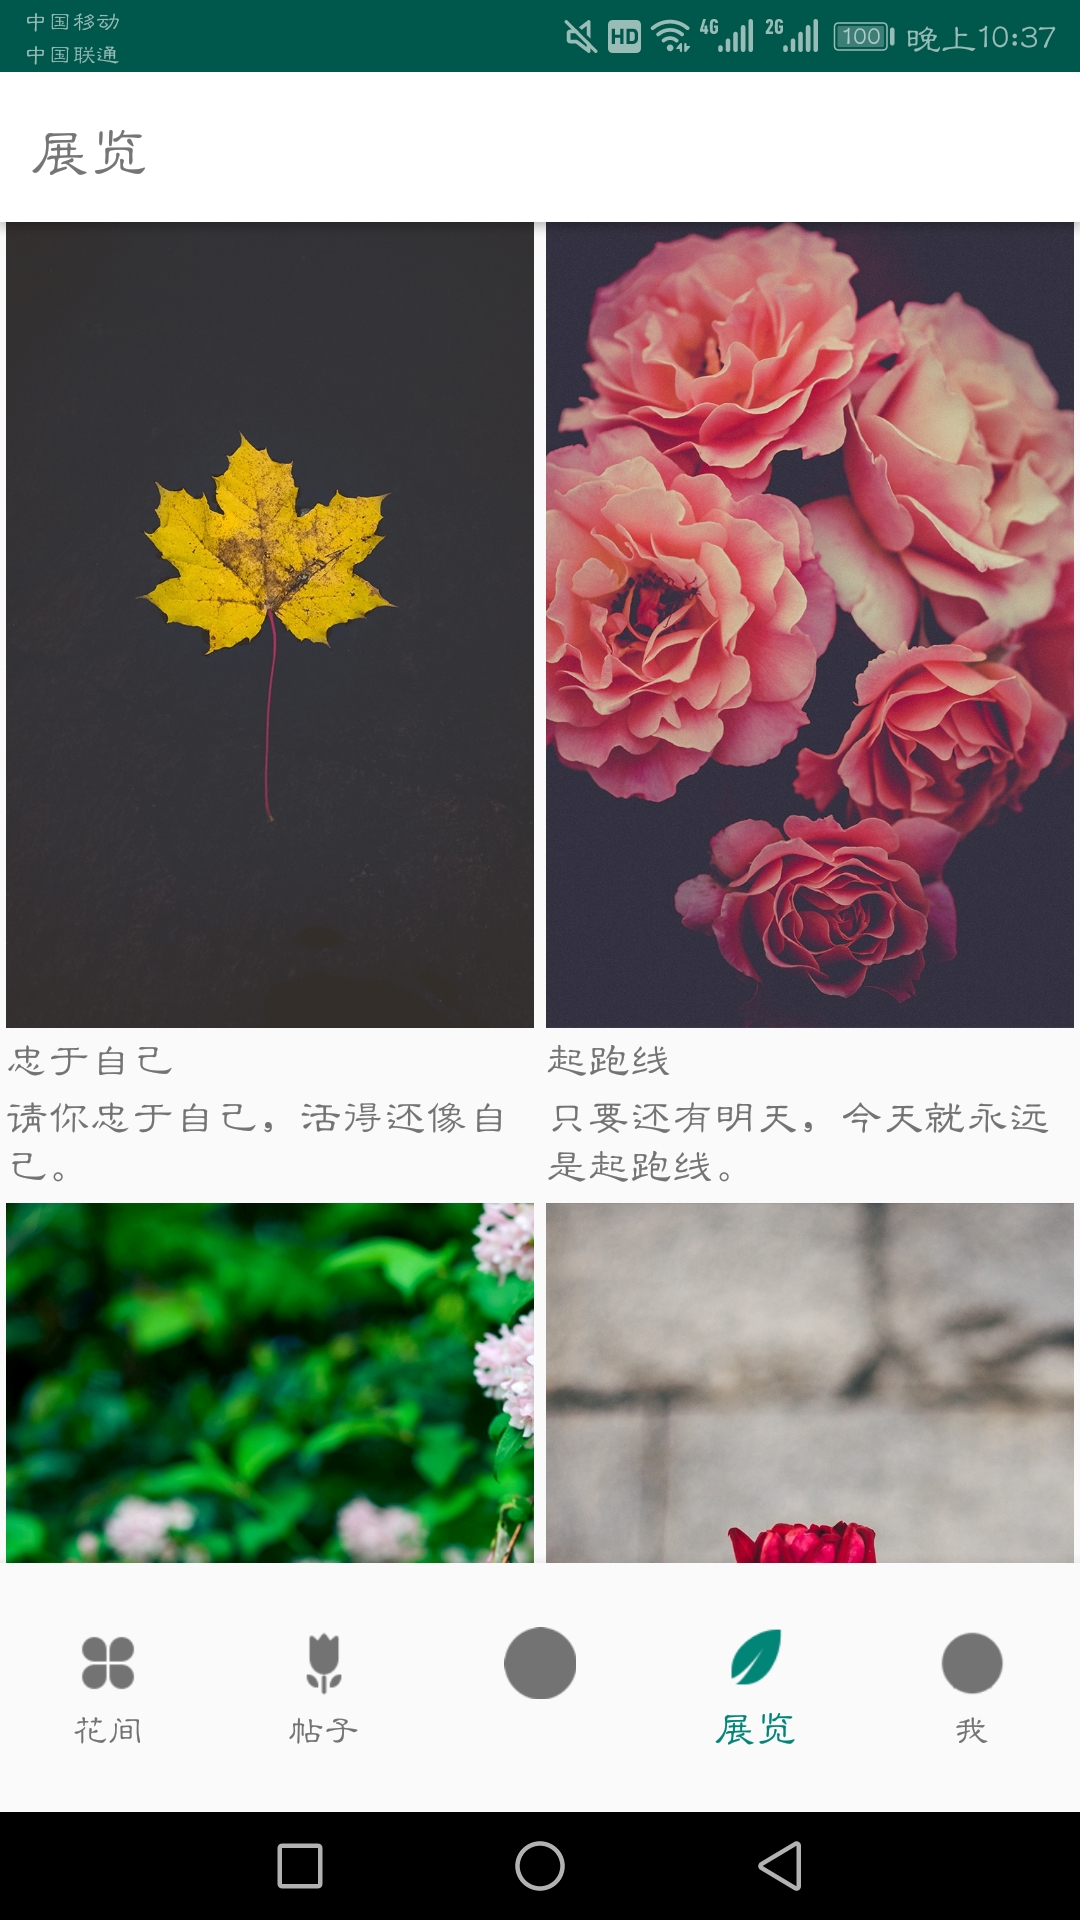 中国移动
中国联通
HD 4G 2G 100 晚上10:37
展览
忠于自己
请你忠于自己，活得还像自
己。
起跑线
只要还有明天，今天就永远
是起跑线。
花间
帖子
展览
我